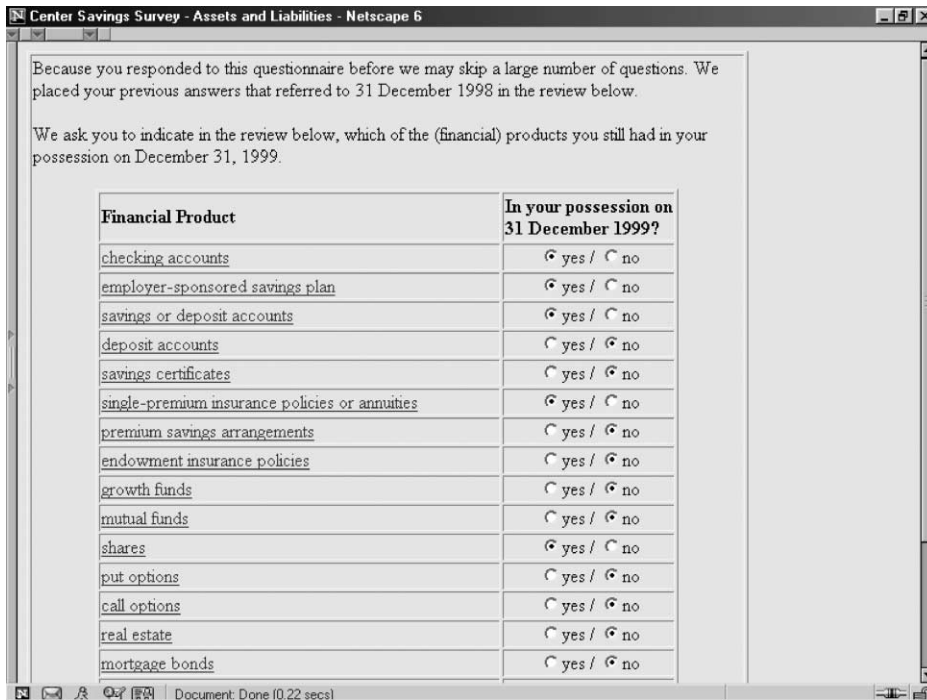 Center Savings Survey - Assets and Liabilities - Netscape 6
Because you responded to this questionnaire before we may skip a large number of questions. We
placed your previous answers that referred to 31 December 1998 in the review below.
We ask you to indicate in the review below, which of the (financial) products you still had in your
possession on December 31, 1999.
Financial Product
In your possession on
31 December 1999?
checking accounts yes / no
employer-sponsored savings plan yes / no
savings or deposit accounts yes / no
deposit accounts yes / no
savings certificates yes / no
single-premium insurance policies or annuities yes / no
premium savings arrangements yes / no
endowment insurance policies yes / no
growth funds yes / no
mutual funds yes / no
shares yes / no
put options yes / no
call options yes / no
real estate yes / no
mortgage bonds yes / no
Document: Done (0.22 secs)